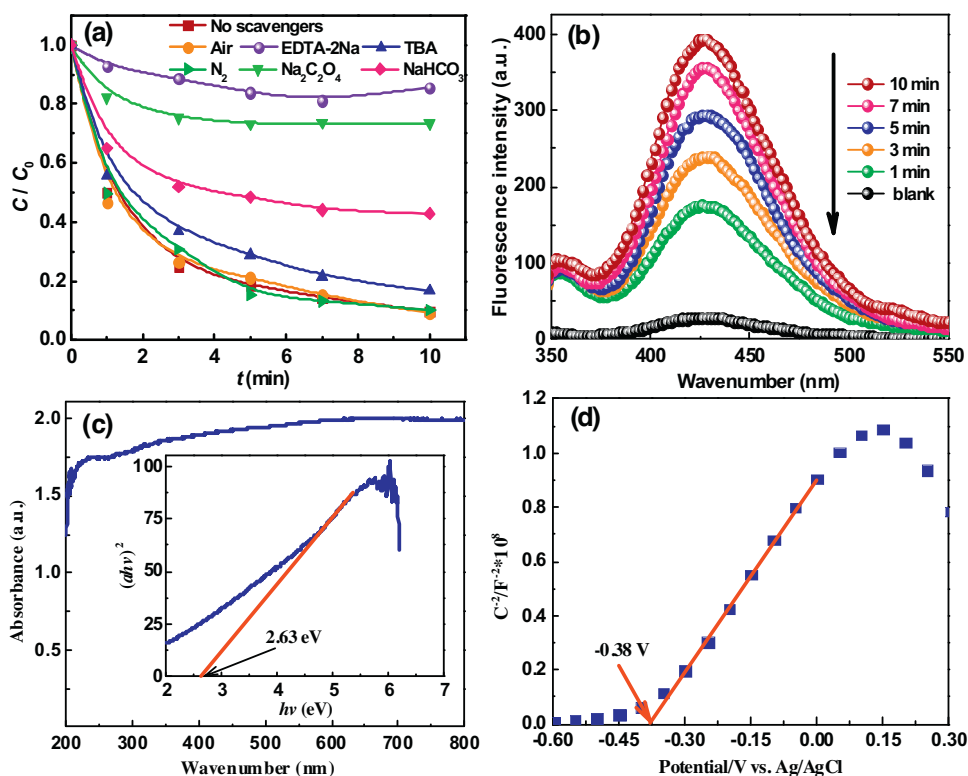 (a)
No scavengers
Air EDTA-2Na TBA
N2 Na2C2O4 NaHCO3
C / C0
1.0
0.8
0.6
0.4
0.2
0.0
0 2 4 6 8 10
t (min)
(b)
Fluorescence intensity (a.u.)
400
300
200
100
0
10 min
7 min
5 min
3 min
1 min
blank
350 400 450 500 550
Wavenumber (nm)
(c)
Absorbance (a.u.)
2.0
1.5
1.0
0.5
200 300 400 500 600 700 800
Wavenumber (nm)
(αhν)2
100
75
50
25
0
2.63 eV
2 3 4 5 6 7
hν (eV)
(d)
C-2/F-2*108
1.2
1.0
0.8
0.6
0.4
0.2
0.0
-0.38 V
-0.60 -0.45 -0.30 -0.15 0.00 0.15 0.30
Potential/V vs. Ag/AgCl